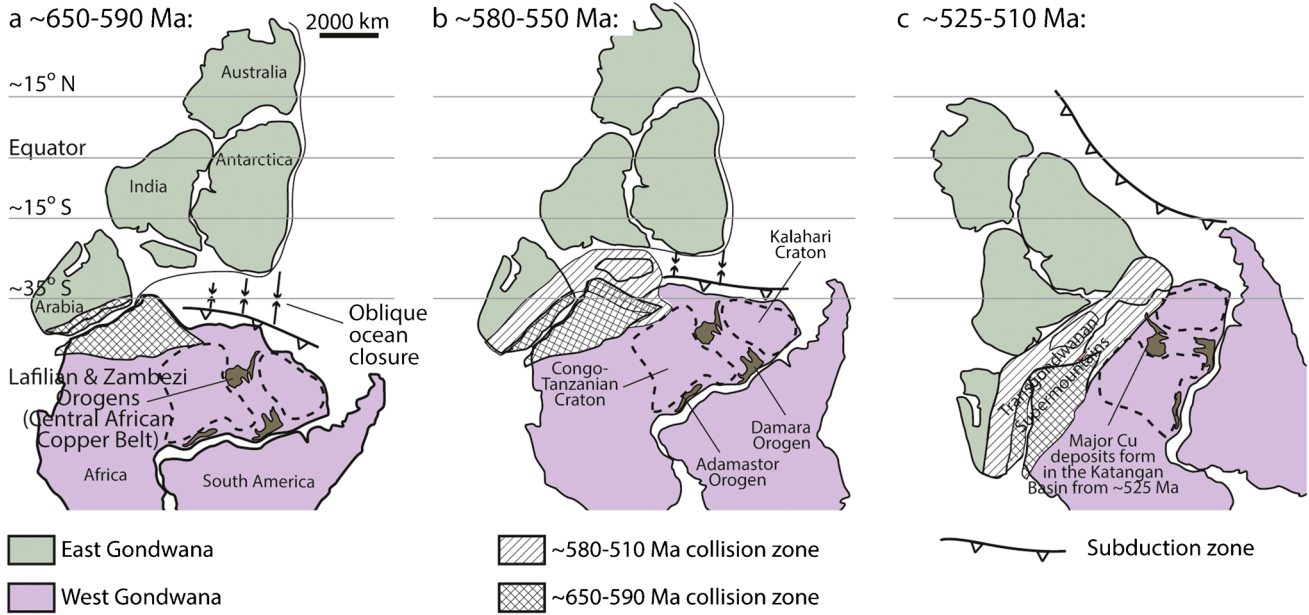 a ~650-590 Ma:
2000 km
Australia
~15° N
Equator
Antarctica
India
~15° S
~35° S
Arabia
Oblique
ocean
closure
Lafilian & Zambezi
Orogens
(Central African
Copper Belt)
Africa
South America
b ~580-550 Ma:
Kalahari
Craton
Congo-
Tanzanian
Craton
Damara
Orogen
Adamastor
Orogen
c ~525-510 Ma:
Transgondwanan
Supermountains
Major Cu
deposits form
in the Katangan
Basin from ~525 Ma
East Gondwana
West Gondwana
~580-510 Ma collision zone
~650-590 Ma collision zone
Subduction zone